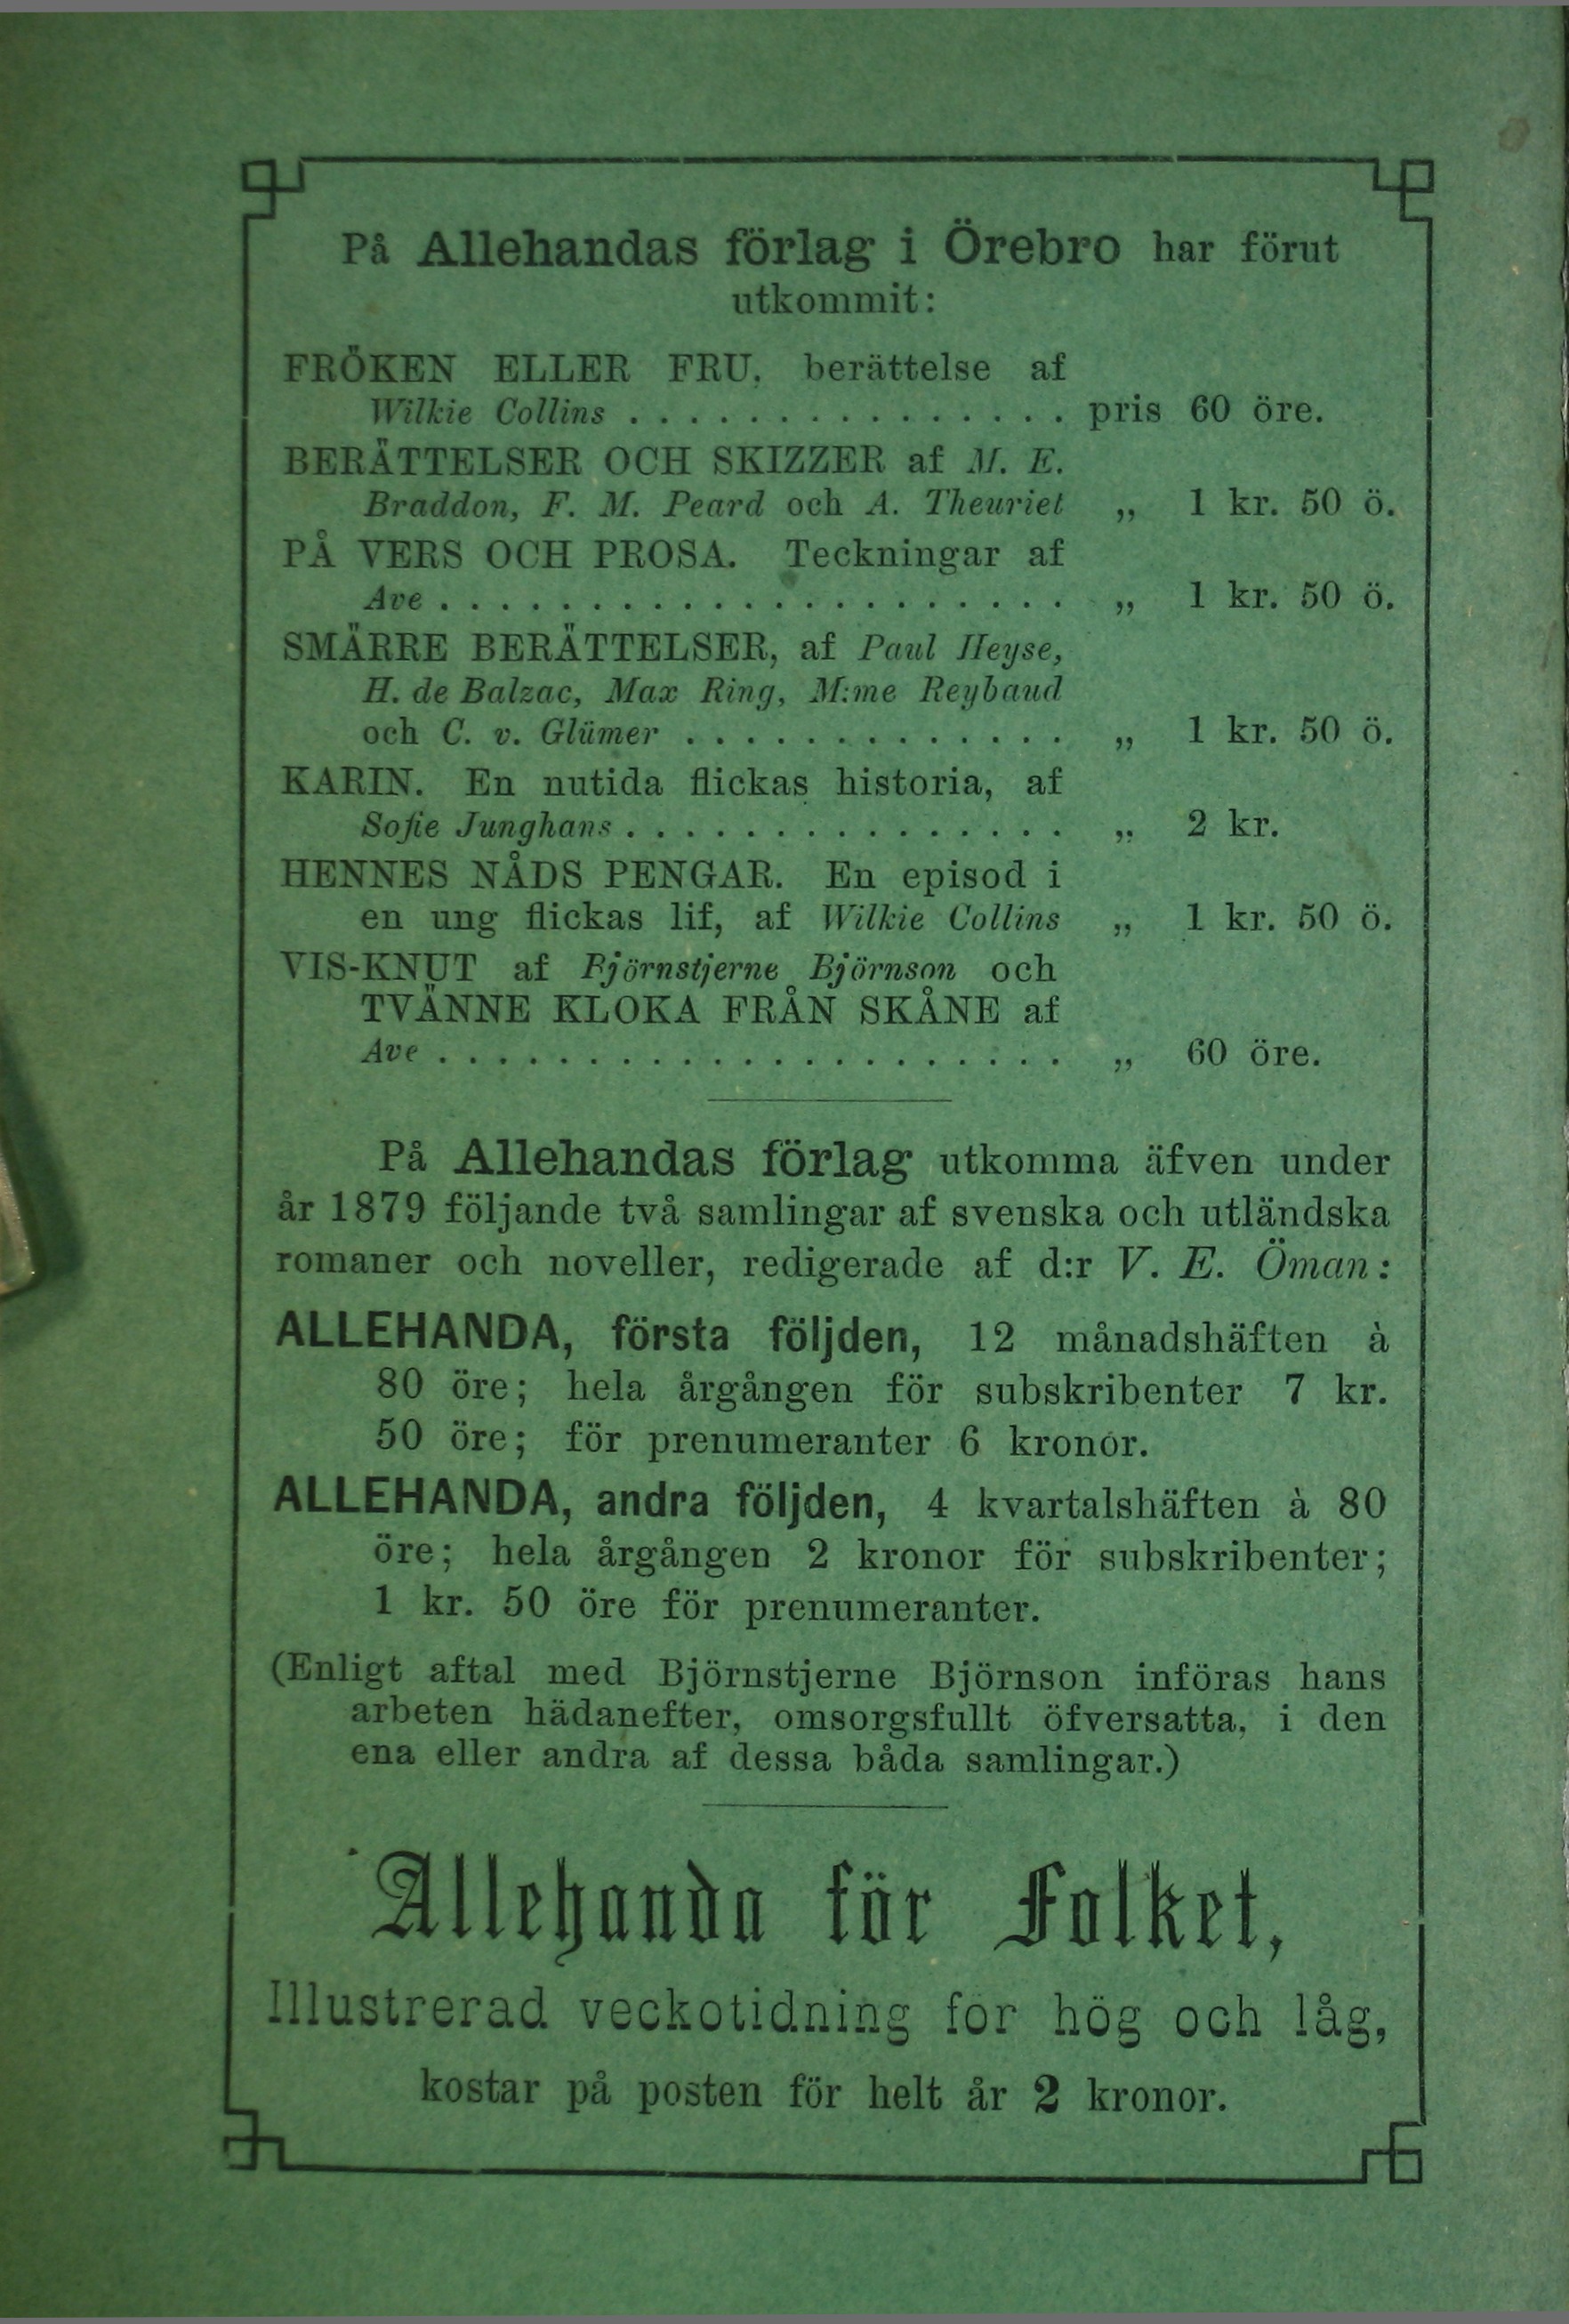 På Allehandas förlag i Örebro har förut
utkommit:
FRÖKEN ELLER FRU, berättelse af
Wilkie Collins . . . . . . . . . . . . . . . pris 60 öre.
BERÄTTELSER OCH SKIZZER af M. E.
Braddon, F. M. Peard och A. Theuriet „ 1 kr. 50 ö.
PÅ VERS OCH PROSA. Teckningar af
Ave . . . . . . . . . . . . . . . . . . . . . „ 1 kr. 50 ö.
SMÄRRE BERÄTTELSER, af Paul Heyse,
H. de Balzac, Max Ring, M:me Reybaud
och C. v. Glümer . . . . . . . . . . . . . „ 1 kr. 50 ö.
KARIN. En nutida flickas historia, af
Sofie Junghans . . . . . . . . . . . . . . . „ 2 kr.
HENNES NÅDS PENGAR. En episod i
en ung flickas lif, af Wilkie Collins „ 1 kr. 50 ö.
VIS-KNUT af Björnstjerne Björnson och
TVÄNNE KLOKA FRÅN SKÅNE af
Ave . . . . . . . . . . . . . . . . . . . . . „ 60 öre.
På Allehandas förlag utkomma äfven under
år 1879 följande två samlingar af svenska och utländska
romaner och noveller, redigerade af d:r V. E. Öman:
ALLEHANDA, första följden, 12 månadshäften à
80 öre; hela årgången för subskribenter 7 kr.
50 öre; för prenumeranter 6 kronor.
ALLEHANDA, andra följden, 4 kvartalshäften à 80
öre; hela årgången 2 kronor för subskribenter;
1 kr. 50 öre för prenumeranter.
(Enligt aftal med Björnstjerne Björnson införas hans
arbeten hädanefter, omsorgsfullt öfversatta, i den
ena eller andra af dessa båda samlingar.)
Allehanda för Folket,
Illustrerad veckotidning för hög och låg,
kostar på posten för helt år 2 kronor.